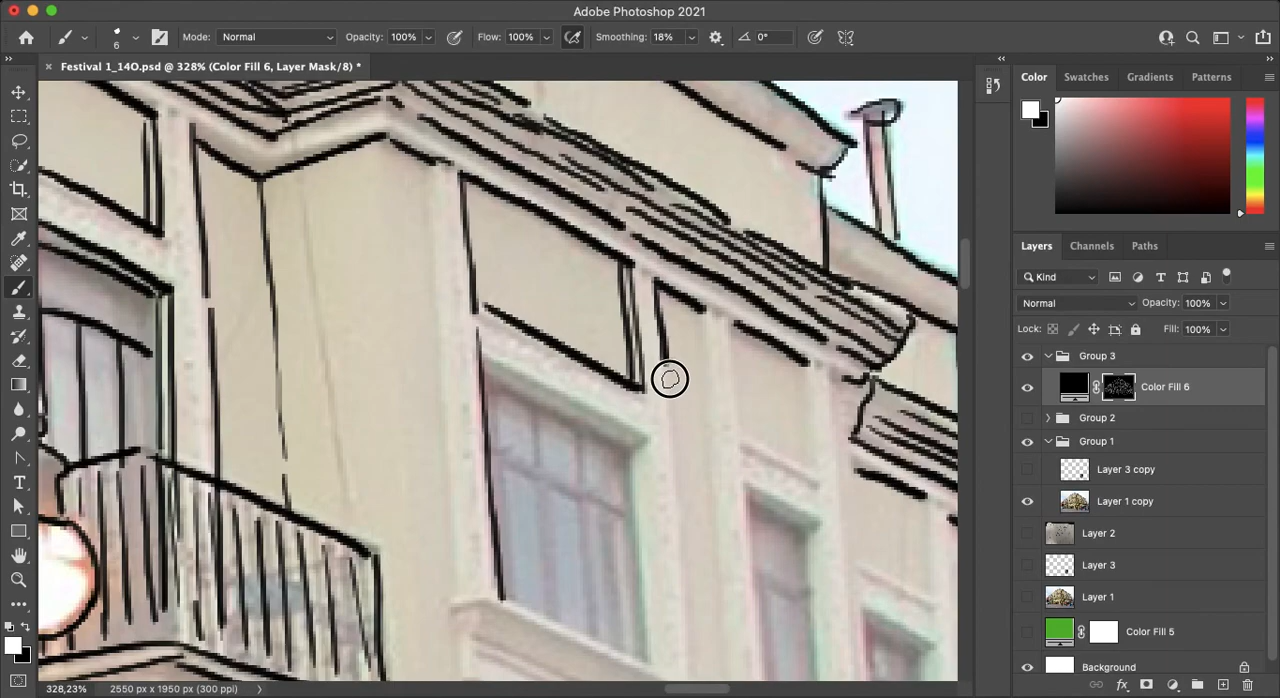 Adobe Photoshop 2021
6 Mode: Normal Opacity: 100% Flow: 100% Smoothing: 18% 0°
Festival 1_14O.psd @ 328% (Color Fill 6, Layer Mask/8) *
Color Swatches Gradients Patterns
Layers Channels Paths
Kind
Normal Opacity: 100%
Lock: Fill: 100%
Group 3
Color Fill 6
Group 2
Group 1
Layer 3 copy
Layer 1 copy
Layer 2
Layer 3
Layer 1
Color Fill 5
Background
328,23% 2550 px x 1950 px (300 ppi)